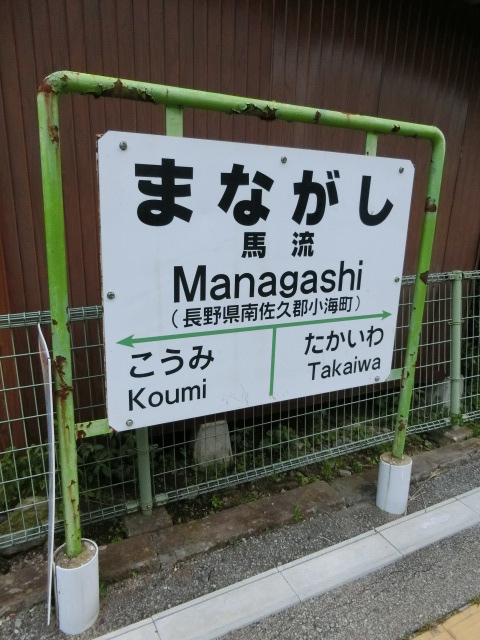 まながし
馬流
Managashi
(長野県南佐久郡小海町)
こうみ たかいわ
Koumi Takaiwa